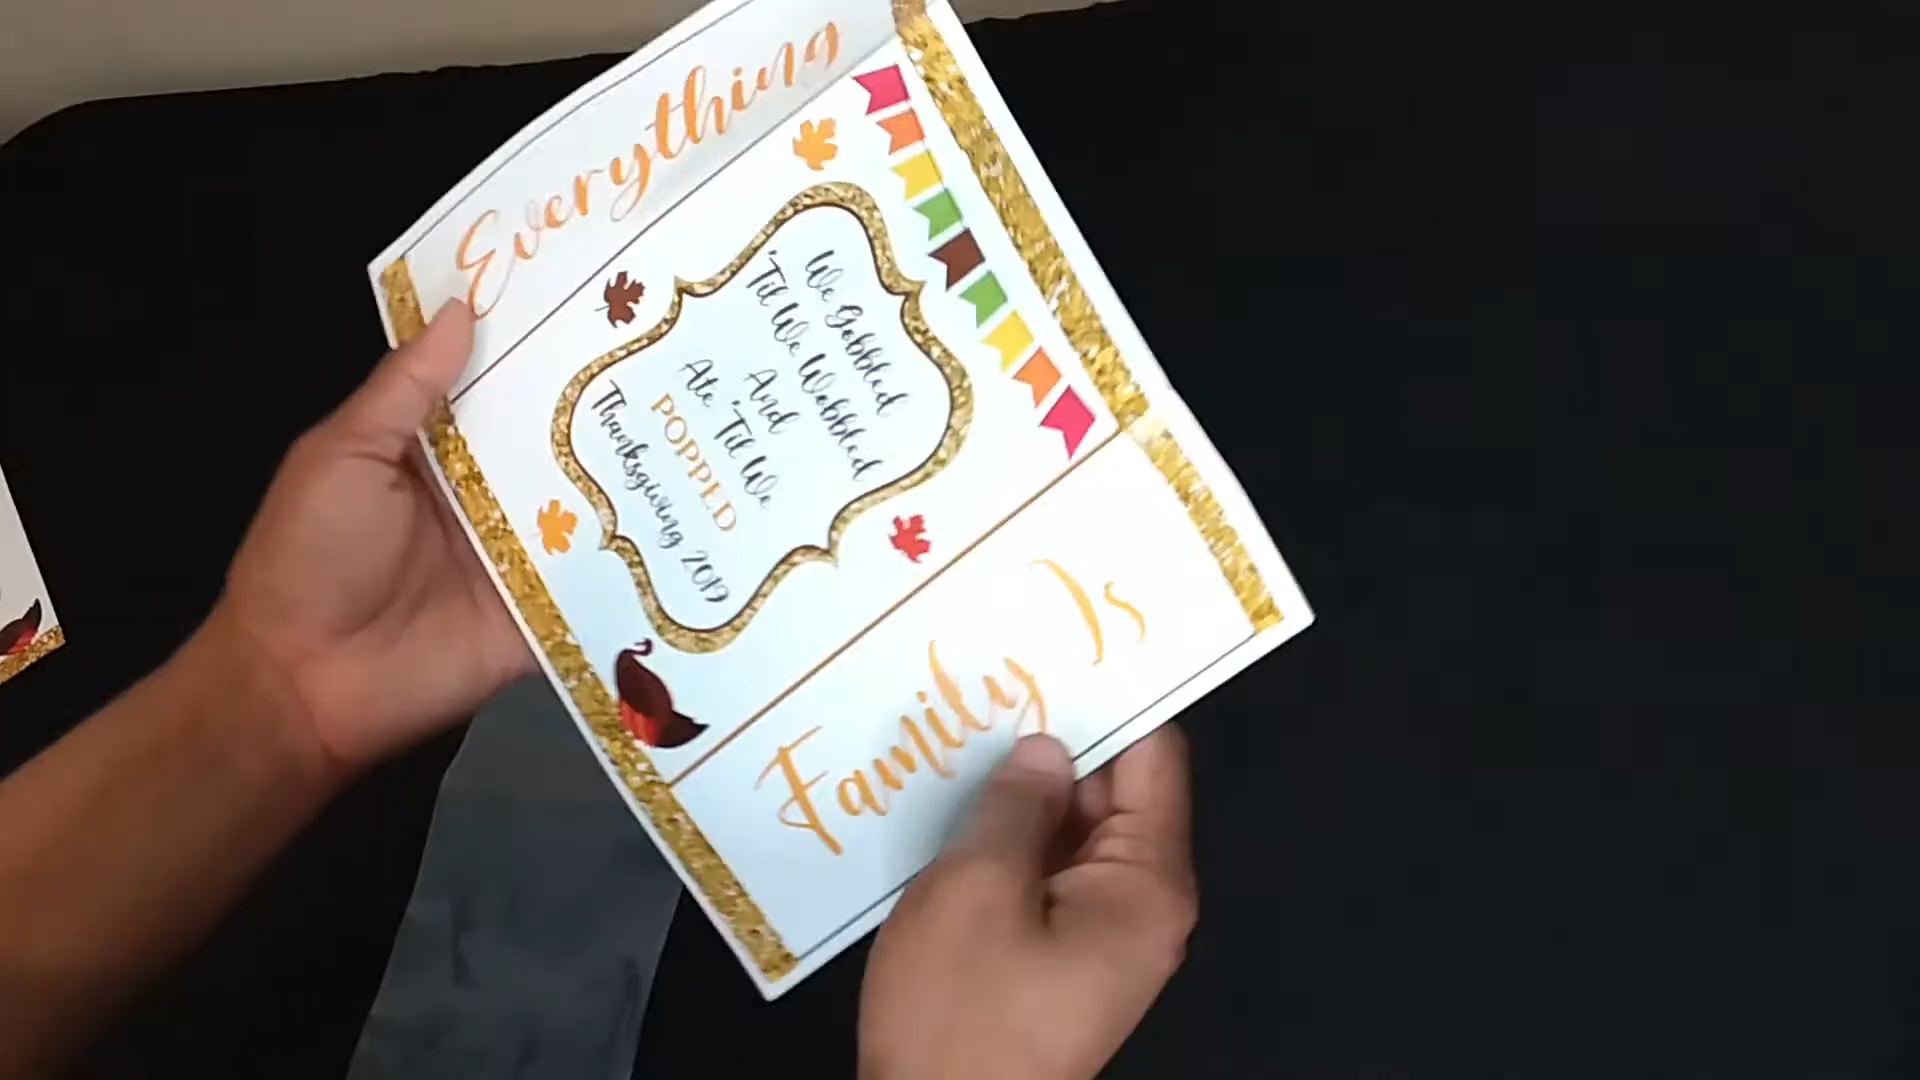 Everything
We Gobbled
'Til We Wobbled
And
Ate 'Til We
POPPED
Thanksgiving 2019
Family Is